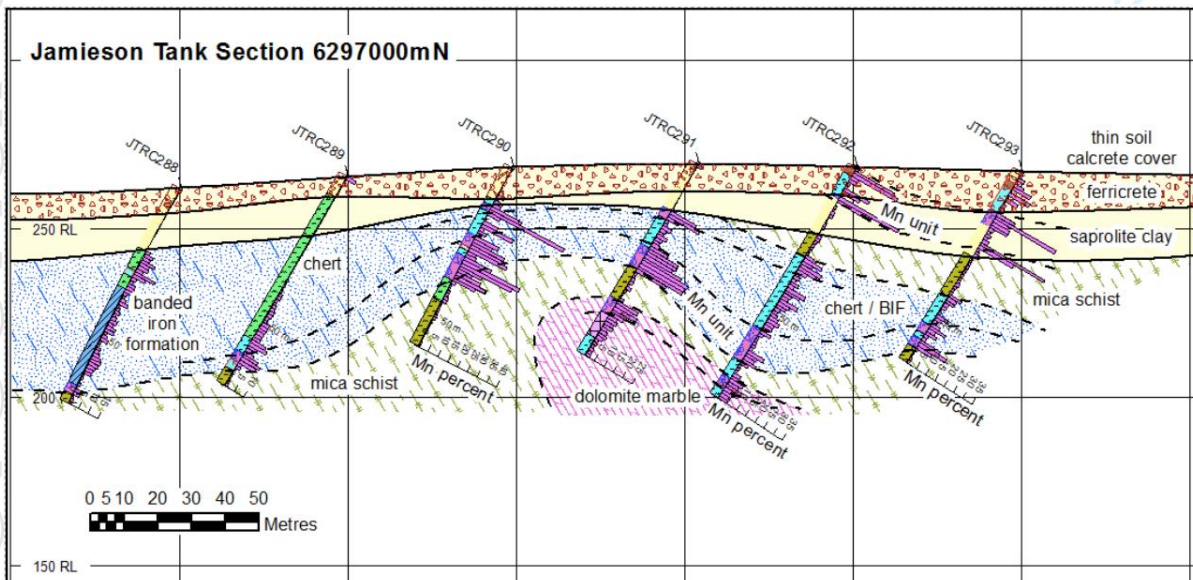 Jamieson Tank Section 6297000mN
JTRC288
JTRC289
JTRC290
JTRC291
JTRC292
JTRC293
thin soil
calcrete cover
ferricrete
250 RL
Mn unit
saprolite clay
chert
mica schist
banded
iron
formation
Mn unit
chert / BIF
50 m
mica schist
Mn percent
dolomite marble
200 RL
Mn percent
Mn percent
0 5 10 20 30 40 50
Metres
150 RL